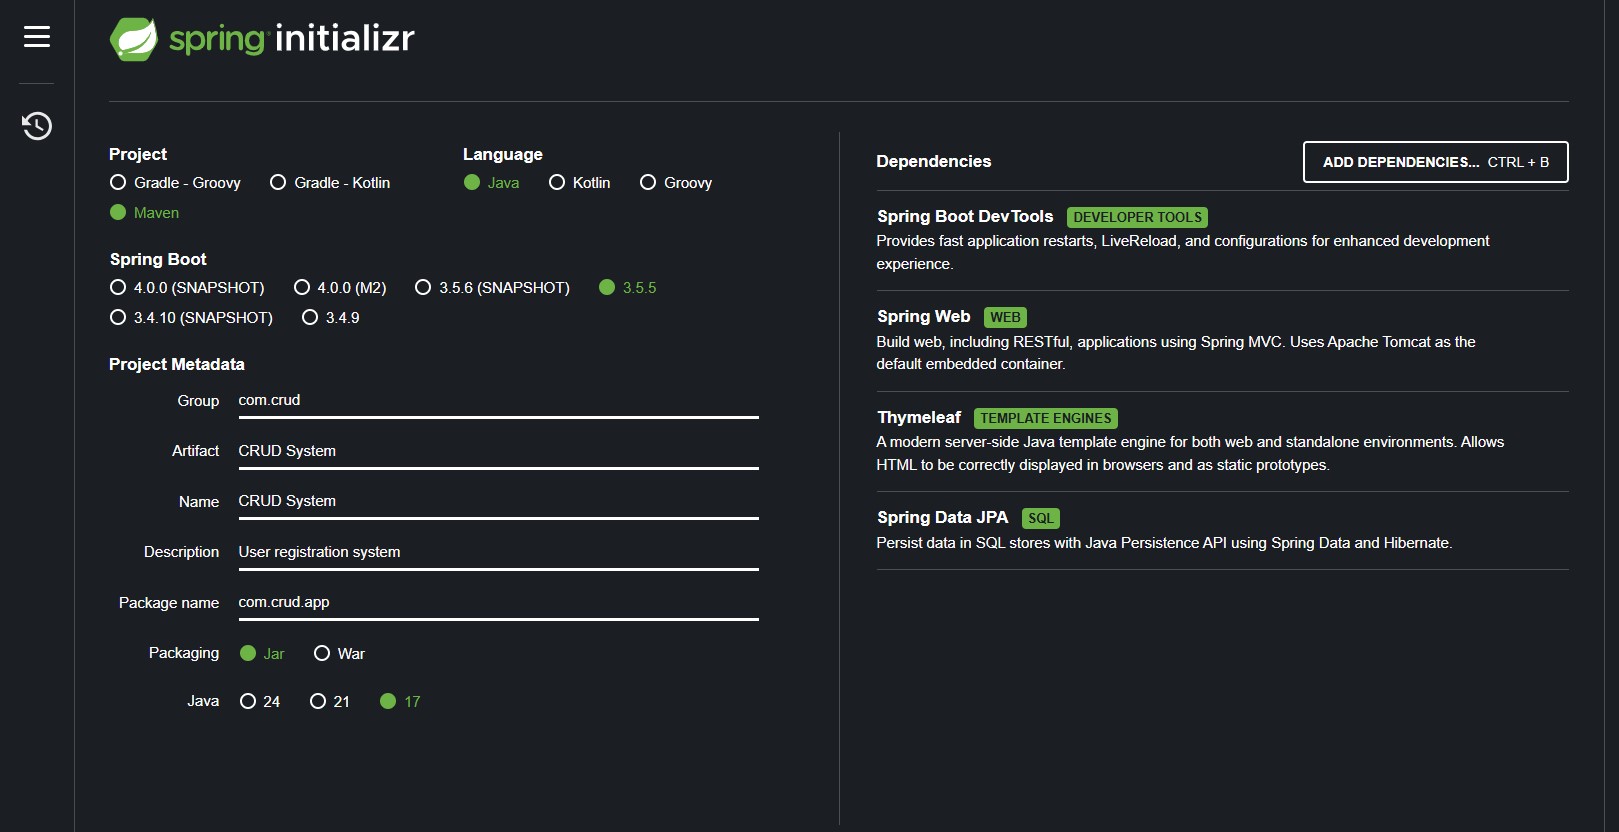 spring initializr
Project
Gradle - Groovy
Gradle - Kotlin
Maven
Language
Java
Kotlin
Groovy
Spring Boot
4.0.0 (SNAPSHOT)
4.0.0 (M2)
3.5.6 (SNAPSHOT)
3.5.5
3.4.10 (SNAPSHOT)
3.4.9
Project Metadata
Group com.crud
Artifact CRUD System
Name CRUD System
Description User registration system
Package name com.crud.app
Packaging Jar War
Java 24 21 17
Dependencies
ADD DEPENDENCIES... CTRL + B
Spring Boot DevTools DEVELOPER TOOLS
Provides fast application restarts, LiveReload, and configurations for enhanced development
experience.
Spring Web WEB
Build web, including RESTful, applications using Spring MVC. Uses Apache Tomcat as the
default embedded container.
Thymeleaf TEMPLATE ENGINES
A modern server-side Java template engine for both web and standalone environments. Allows
HTML to be correctly displayed in browsers and as static prototypes.
Spring Data JPA SQL
Persist data in SQL stores with Java Persistence API using Spring Data and Hibernate.